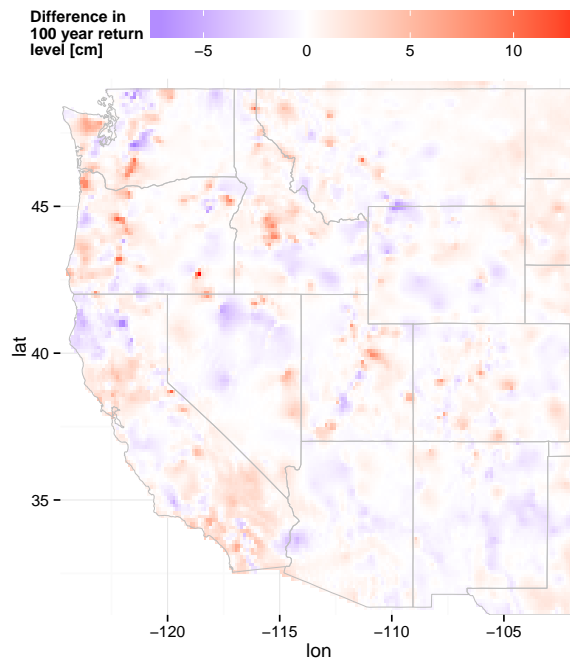 Difference in
100 year return
level [cm]
−5 0 5 10
45
40
35
lat
−120 −115 −110 −105
lon